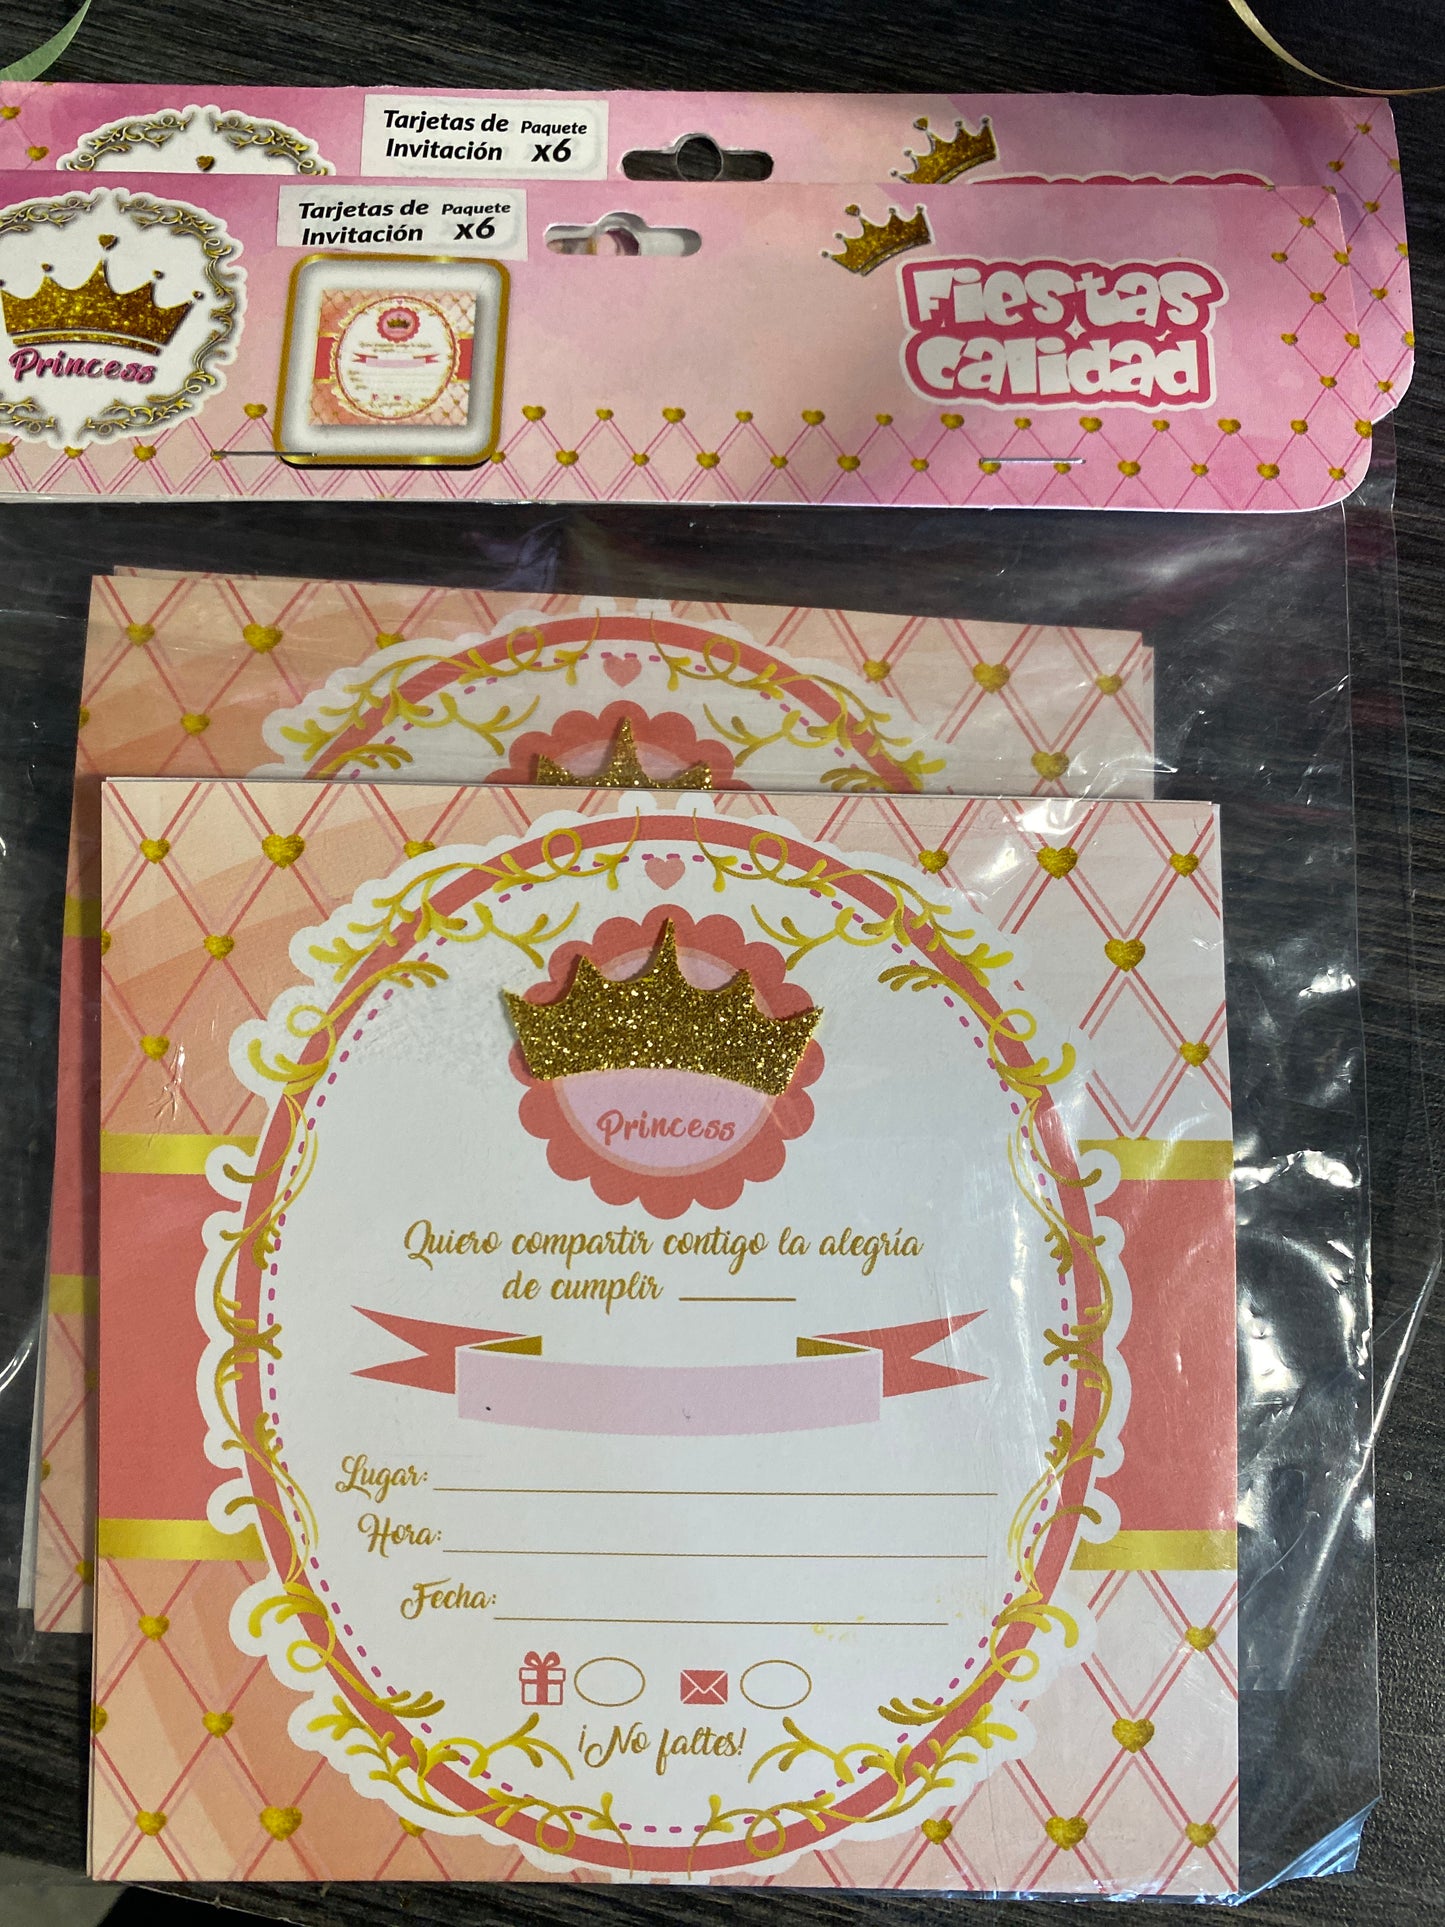 Tarjetas de Paquete
Invitación x6
Tarjetas de Paquete
Invitación x6
Princess
Fiestas
Calidad
Princess
Quiero compartir contigo la alegría
de cumplir
Lugar:
Hora:
Fecha:
¡No faltes!